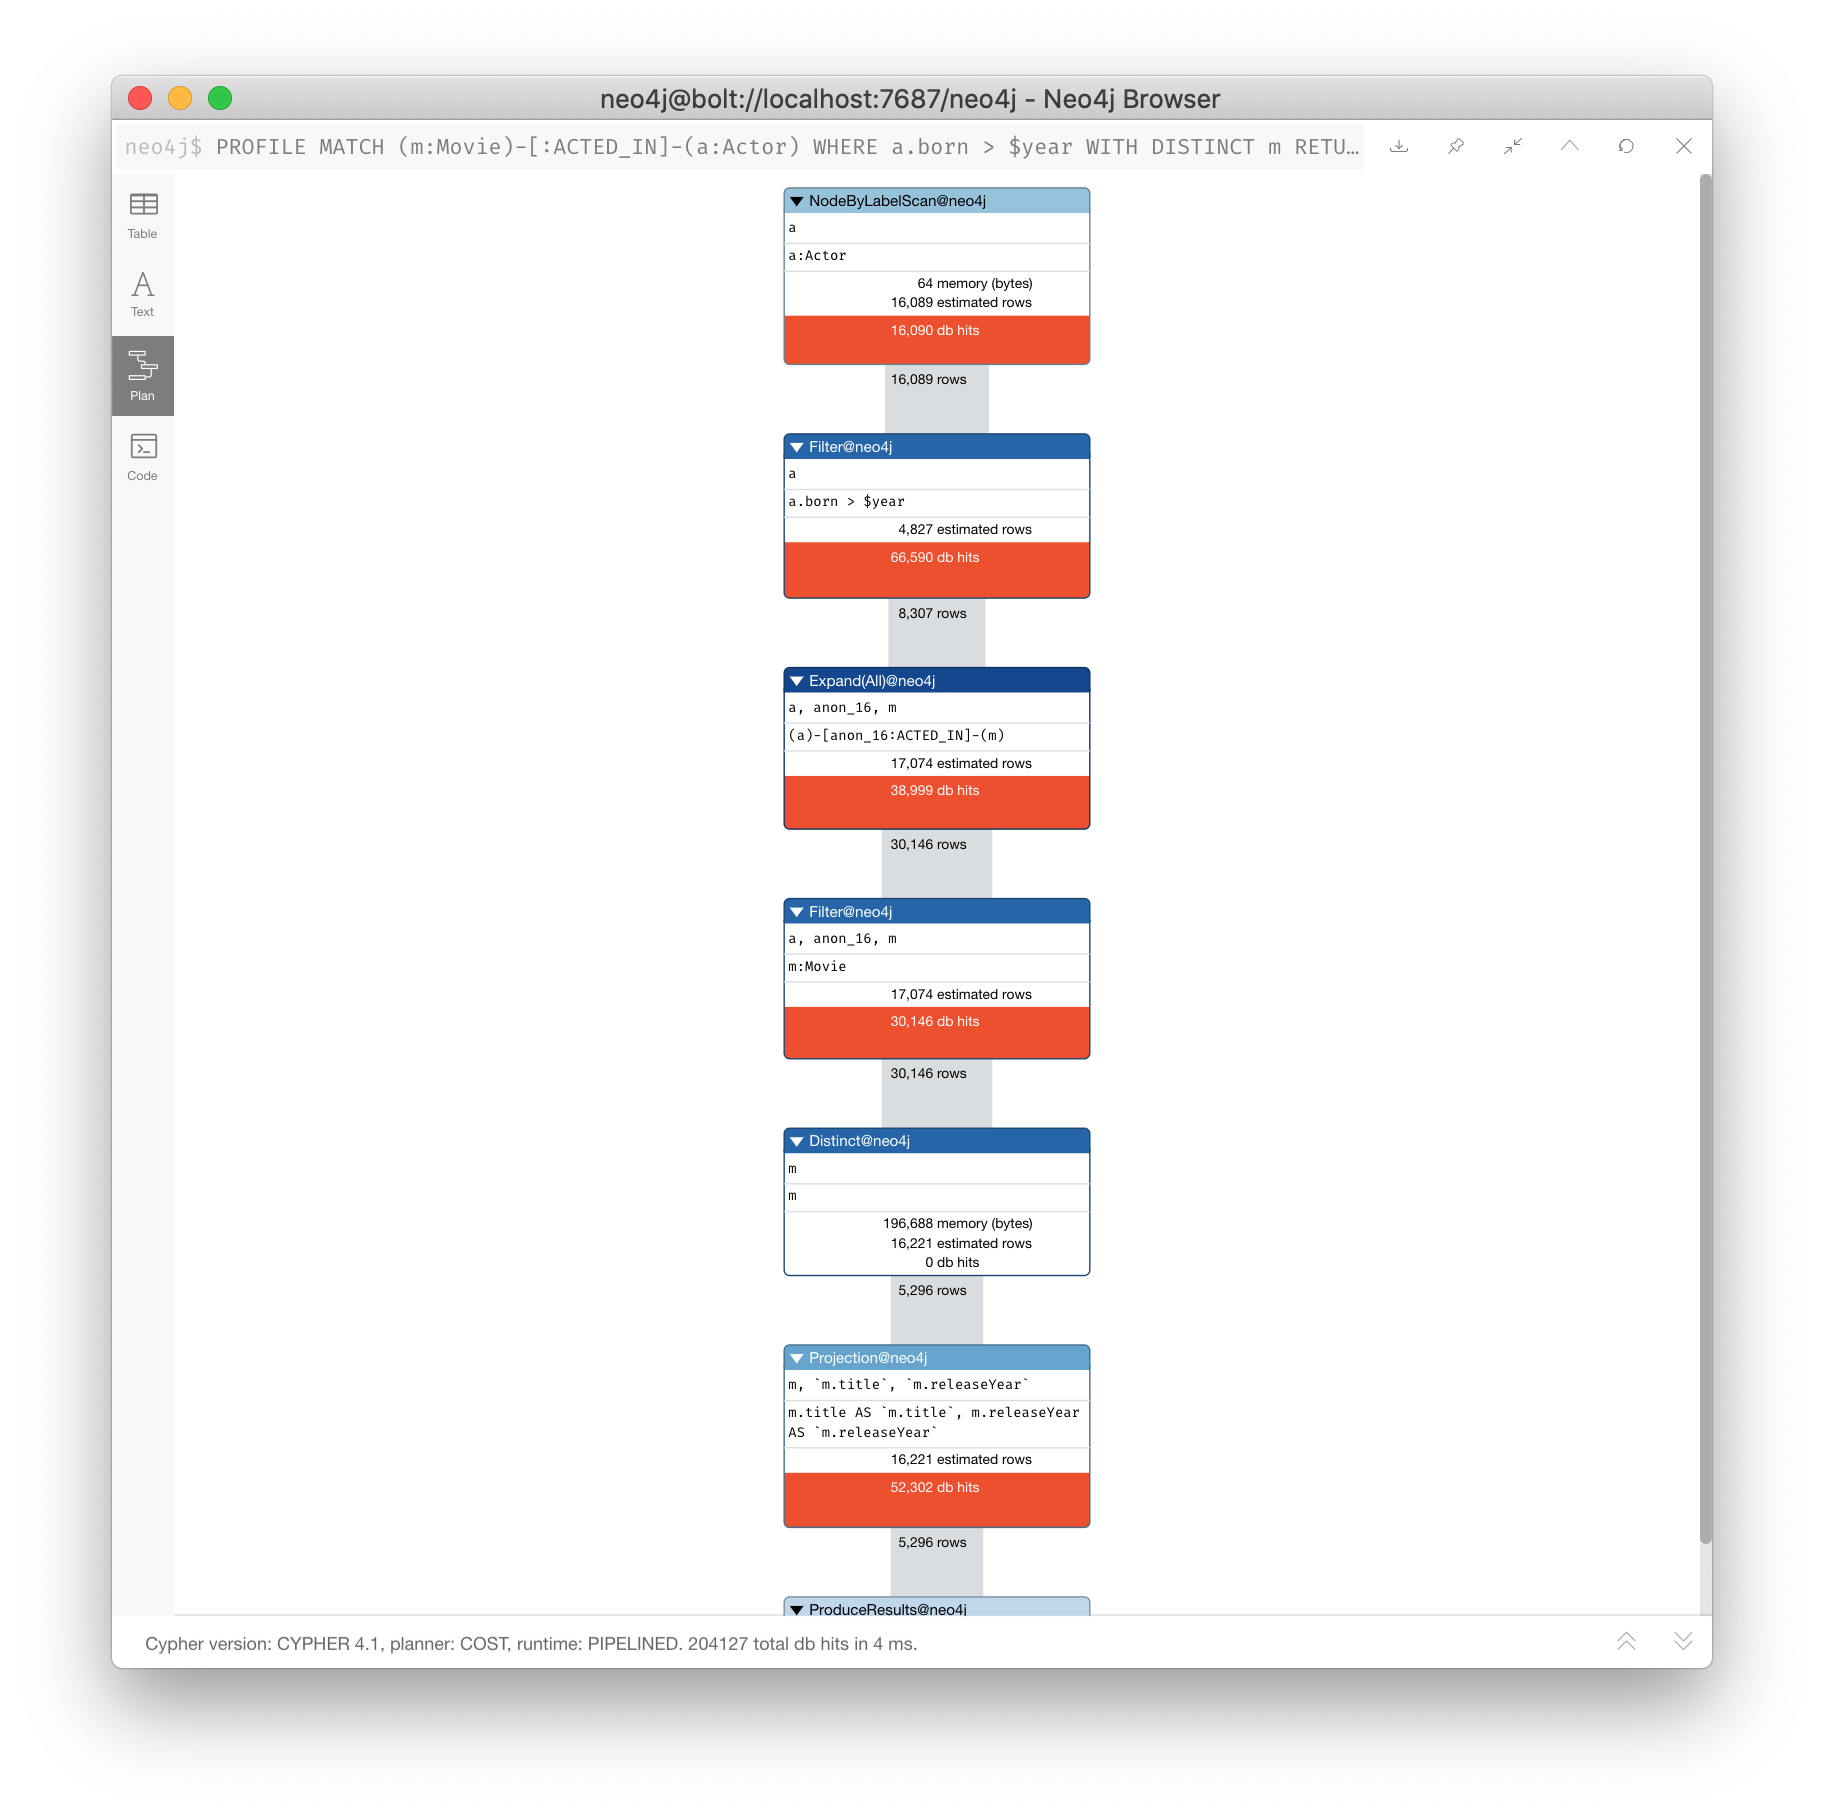 neo4j@bolt://localhost:7687/neo4j - Neo4j Browser
neo4j$ PROFILE MATCH (m:Movie)-[:ACTED_IN]-(a:Actor) WHERE a.born > $year WITH DISTINCT m RETU…
Table
Text
Plan
Code
NodeByLabelScan@neo4j
a
a:Actor
64 memory (bytes)
16,089 estimated rows
16,090 db hits
16,089 rows
Filter@neo4j
a
a.born > $year
4,827 estimated rows
66,590 db hits
8,307 rows
Expand(All)@neo4j
a, anon_16, m
(a)-[anon_16:ACTED_IN]-(m)
17,074 estimated rows
38,999 db hits
30,146 rows
Filter@neo4j
a, anon_16, m
m:Movie
17,074 estimated rows
30,146 db hits
30,146 rows
Distinct@neo4j
m
m
196,688 memory (bytes)
16,221 estimated rows
0 db hits
5,296 rows
Projection@neo4j
m, `m.title`, `m.releaseYear`
m.title AS `m.title`, m.releaseYear
AS `m.releaseYear`
16,221 estimated rows
52,302 db hits
5,296 rows
ProduceResults@neo4j
Cypher version: CYPHER 4.1, planner: COST, runtime: PIPELINED. 204127 total db hits in 4 ms.